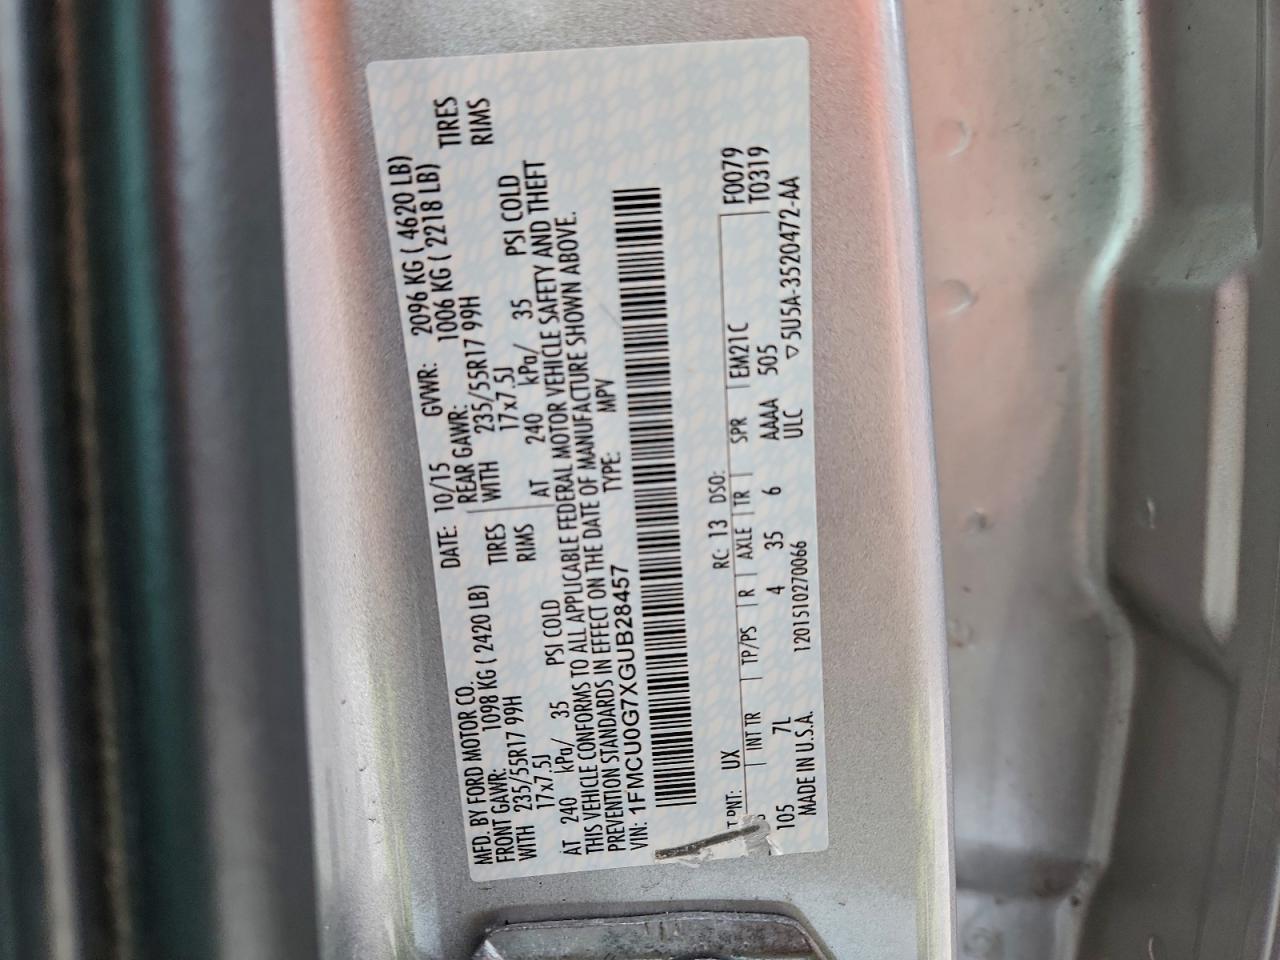 MFD. BY FORD MOTOR CO.
DATE: 10/15 GVWR: 2096 KG ( 4620 LB)
FRONT GAWR: 1098 KG ( 2420 LB) REAR GAWR: 1006 KG ( 2218 LB)
WITH 235/55R17 99H TIRES WITH 235/55R17 99H TIRES
17x7.5J RIMS 17x7.5J RIMS
AT 240 kPa/ 35 PSI COLD AT 240 kPa/ 35 PSI COLD
THIS VEHICLE CONFORMS TO ALL APPLICABLE FEDERAL MOTOR VEHICLE SAFETY AND THEFT
PREVENTION STANDARDS IN EFFECT ON THE DATE OF MANUFACTURE SHOWN ABOVE.
VIN: 1FMCU0G7XGUB28457 TYPE: MPV
PNT: UX RC: 13 DSO: F0079
INT TR TP/PS R AXLE TR SPR EM21C T0319
105 7L 4 35 6 AAAA 505
MADE IN U.S.A. 1201510270066 ULC ▽5U5A-3520472-AA